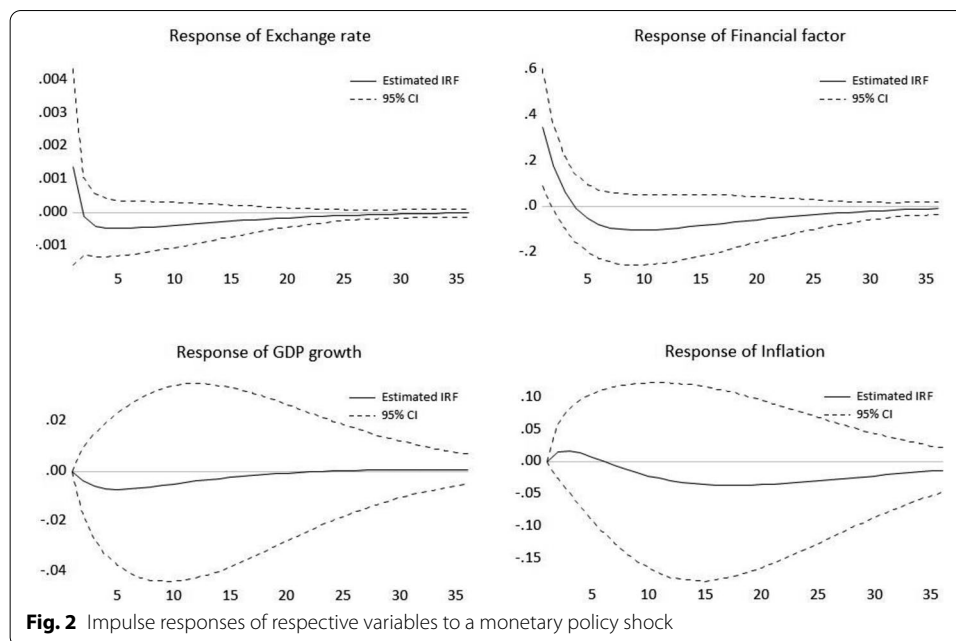 Response of Exchange rate
Estimated IRF
95% CI
.004
.003
.002
.001
.000
-.001
5 10 15 20 25 30 35
Response of Financial factor
Estimated IRF
95% CI
.6
.4
.2
.0
-.2
5 10 15 20 25 30 35
Response of GDP growth
Estimated IRF
95% CI
.02
.00
-.02
-.04
5 10 15 20 25 30 35
Response of Inflation
Estimated IRF
95% CI
.10
.05
.00
-.05
-.10
-.15
5 10 15 20 25 30 35
Fig. 2 Impulse responses of respective variables to a monetary policy shock